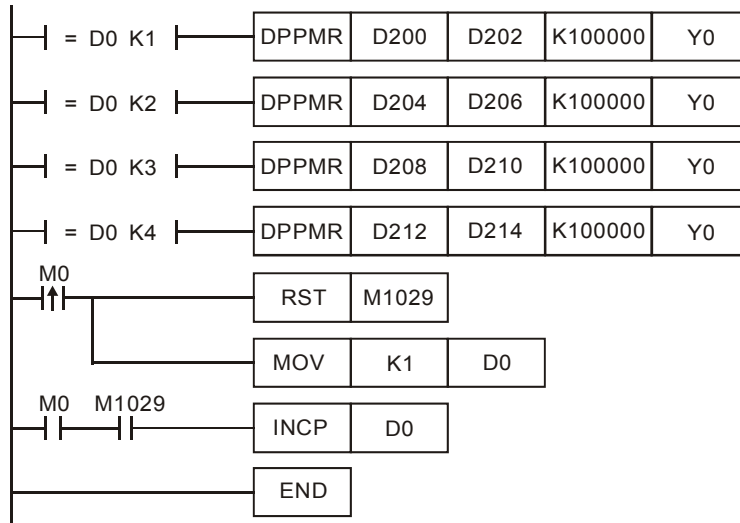 = D0 K1 DPPMR D200 D202 K100000 Y0
= D0 K2 DPPMR D204 D206 K100000 Y0
= D0 K3 DPPMR D208 D210 K100000 Y0
= D0 K4 DPPMR D212 D214 K100000 Y0
M0
RST M1029
MOV K1 D0
M0 M1029
INCP D0
END